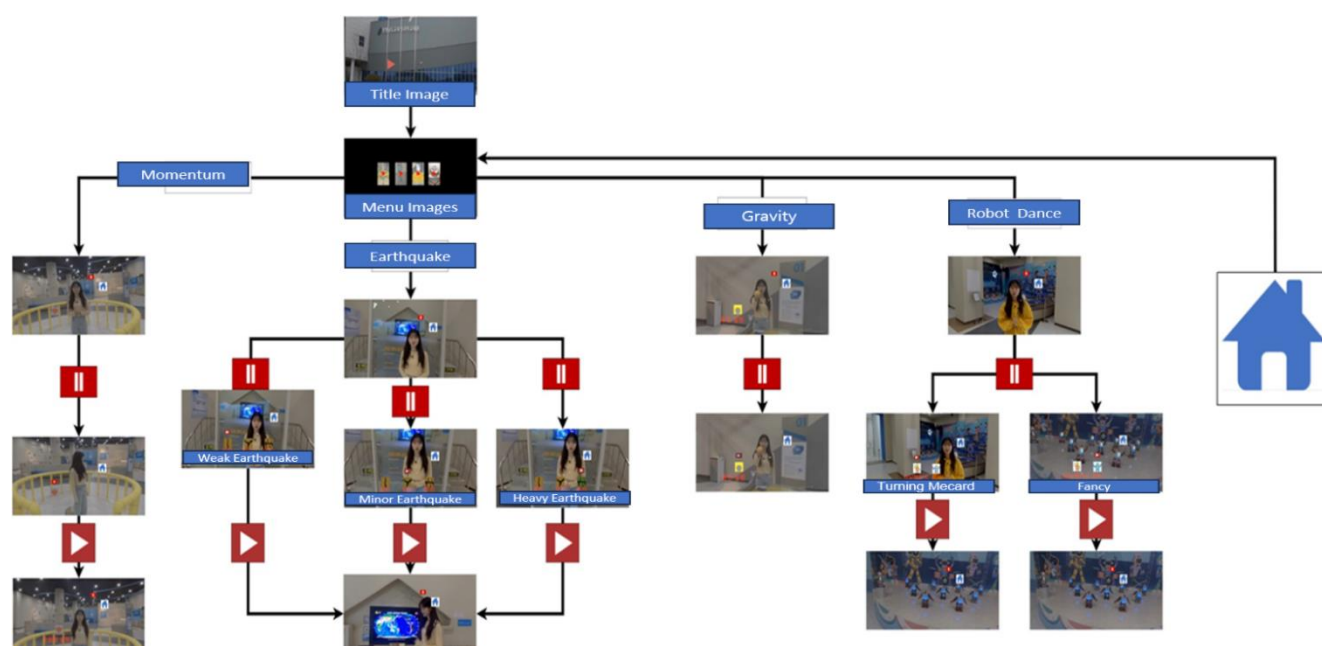 Title Image
Momentum
Menu Images
Gravity
Robot Dance
Earthquake
Weak Earthquake
Minor Earthquake
Heavy Earthquake
Turning Mecard
Fancy